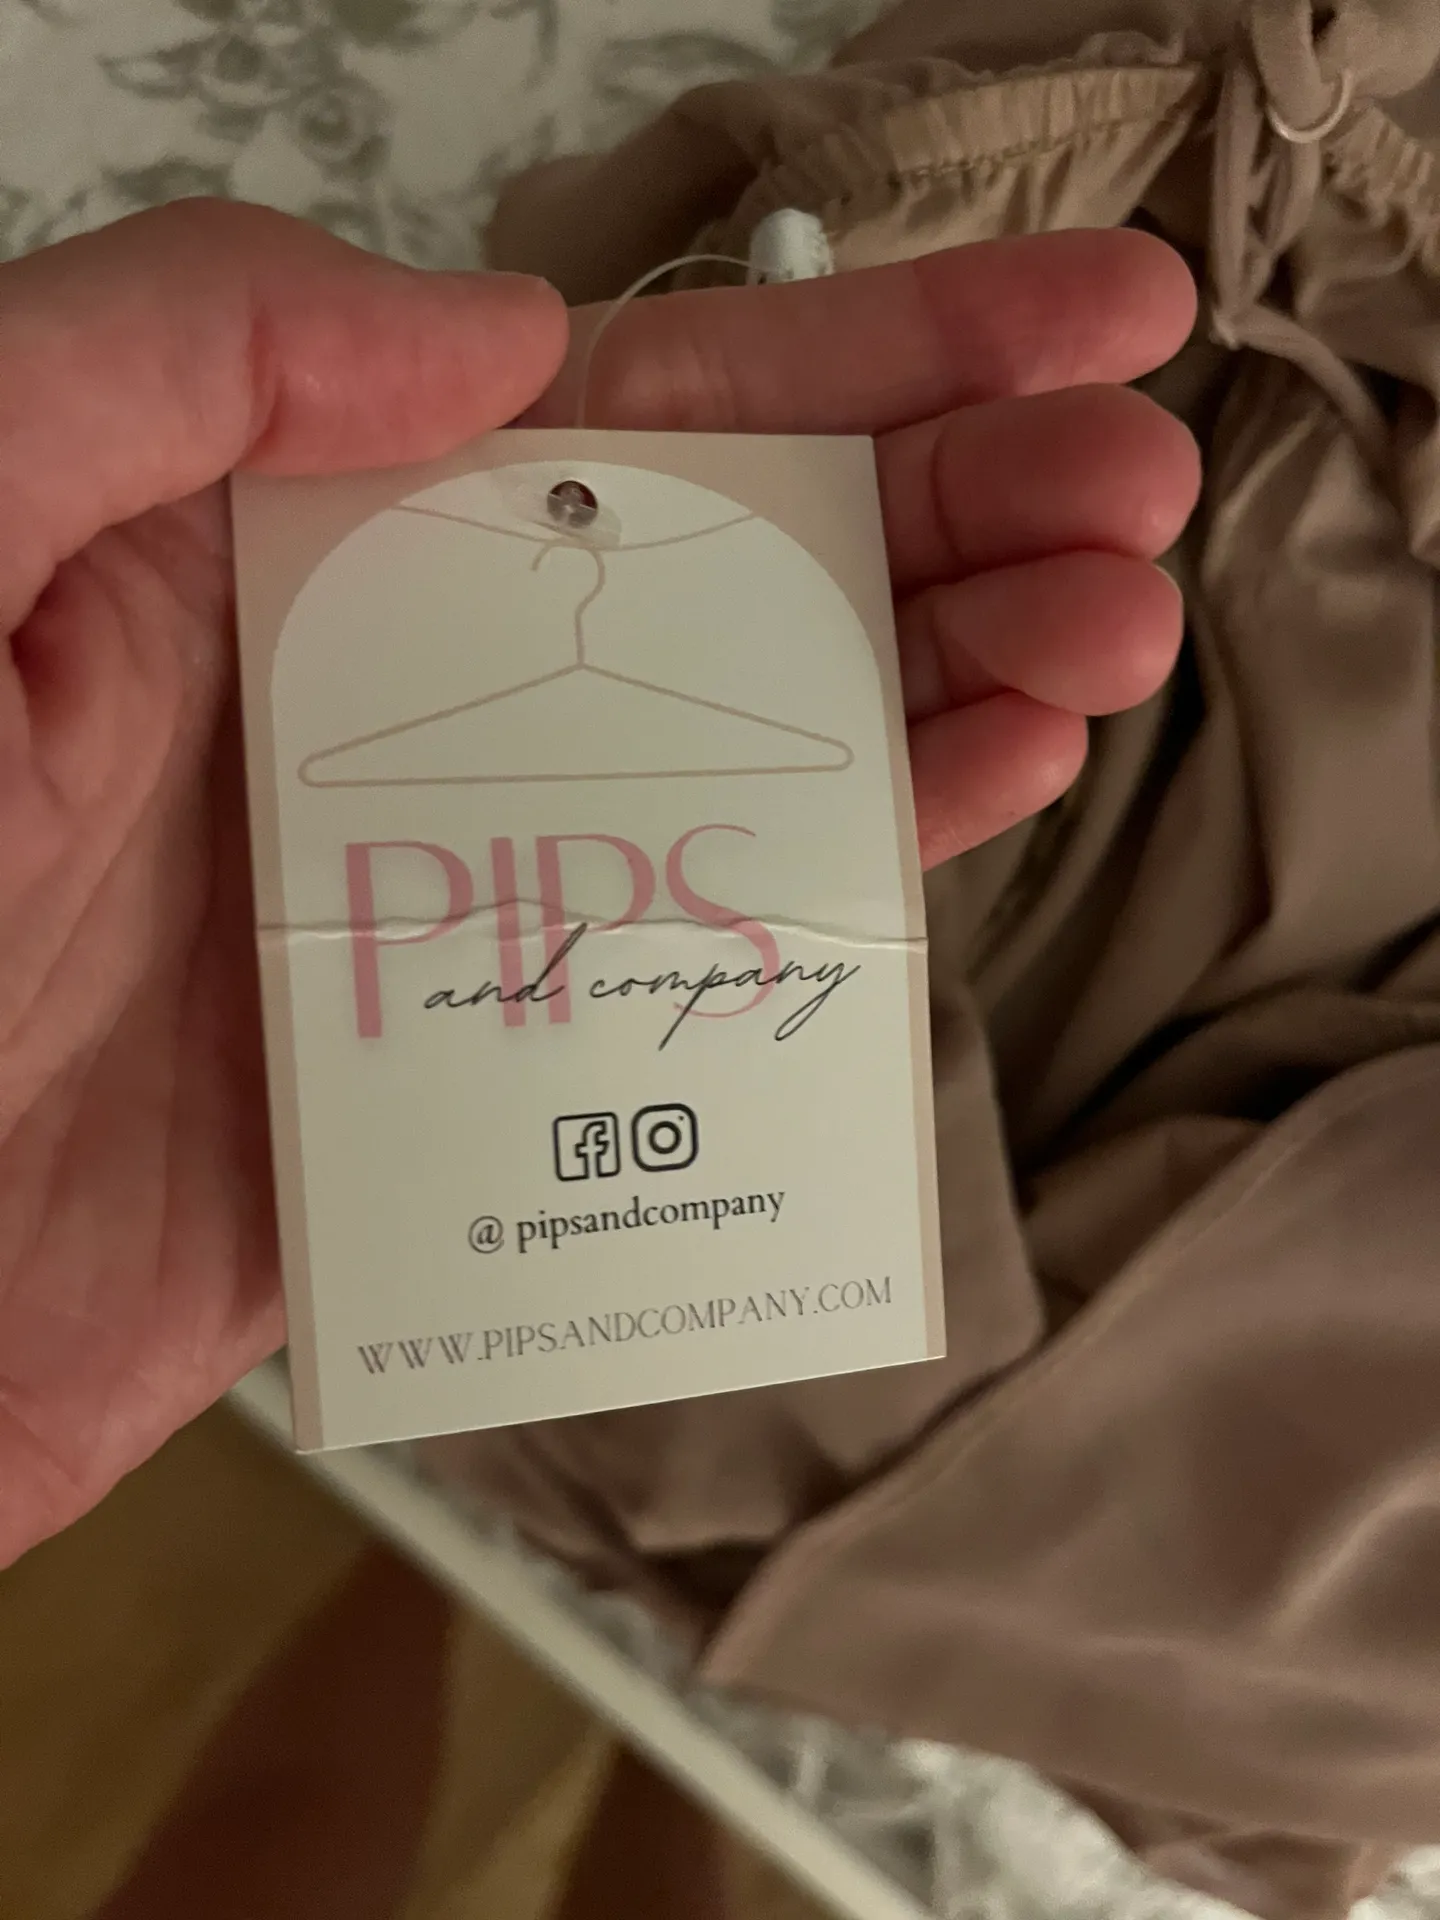 PIPS
and company
@ pipsandcompany
WWW.PIPSANDCOMPANY.COM